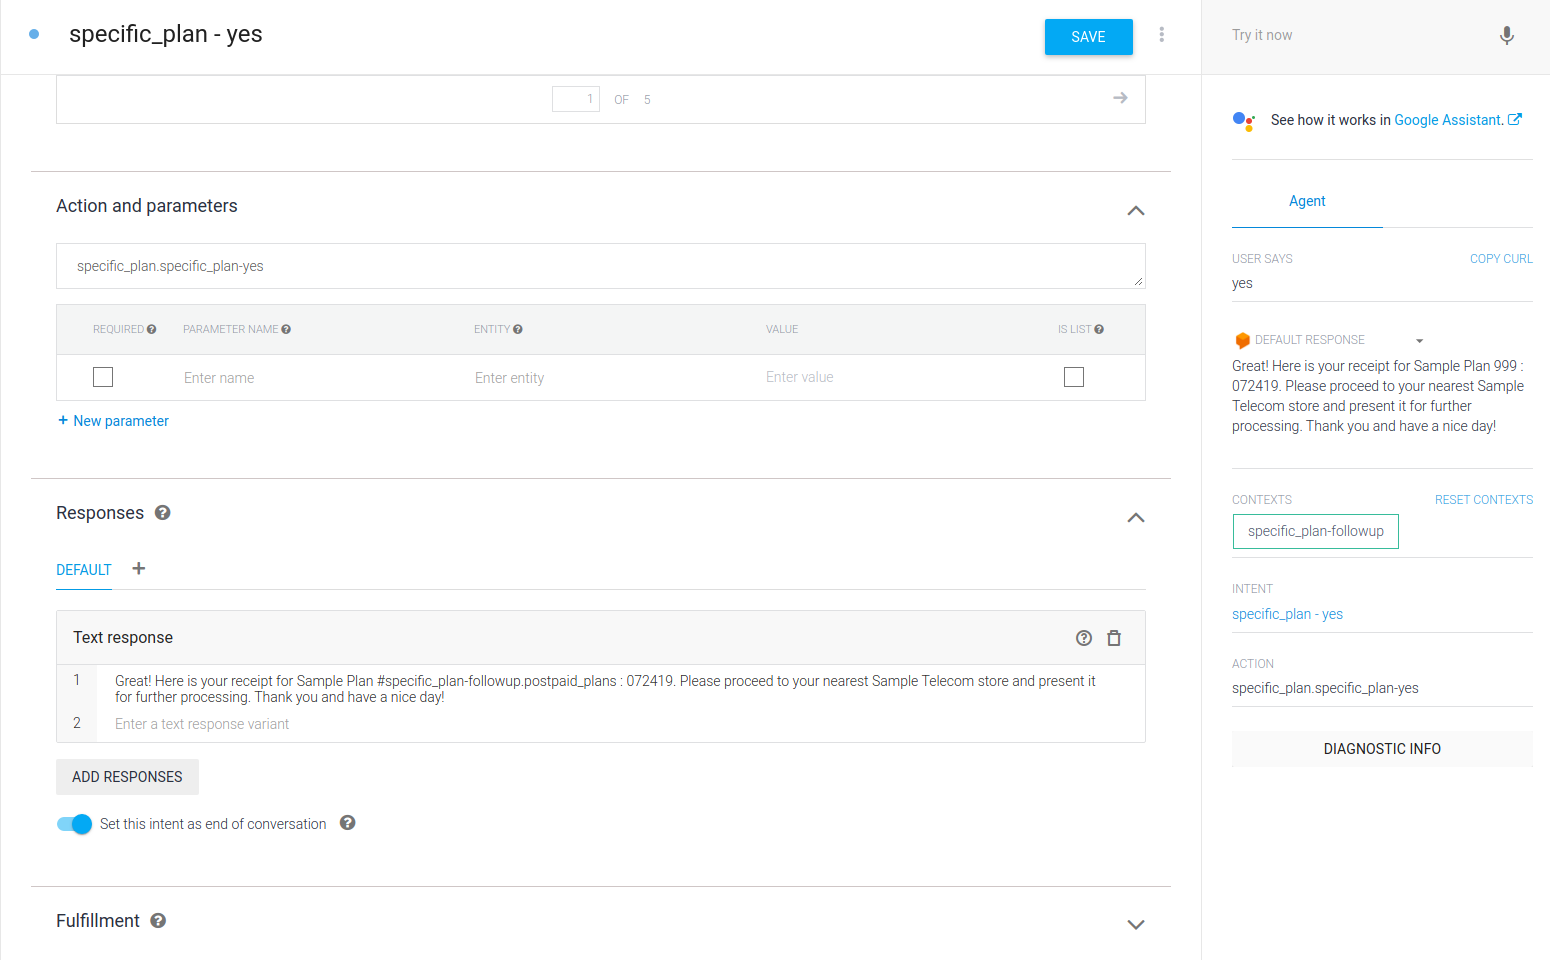 specific_plan - yes
SAVE
Try it now
1 OF 5
See how it works in Google Assistant.
Action and parameters
Agent
specific_plan.specific_plan-yes
USER SAYS COPY CURL
yes
REQUIRED PARAMETER NAME ENTITY VALUE IS LIST
Enter name Enter entity Enter value
+ New parameter
DEFAULT RESPONSE
Great! Here is your receipt for Sample Plan 999 :
072419. Please proceed to your nearest Sample
Telecom store and present it for further
processing. Thank you and have a nice day!
Responses
DEFAULT +
CONTEXTS RESET CONTEXTS
specific_plan-followup
INTENT
specific_plan - yes
ACTION
specific_plan.specific_plan-yes
DIAGNOSTIC INFO
Text response
1 Great! Here is your receipt for Sample Plan #specific_plan-followup.postpaid_plans : 072419. Please proceed to your nearest Sample Telecom store and present it
for further processing. Thank you and have a nice day!
2 Enter a text response variant
ADD RESPONSES
Set this intent as end of conversation
Fulfillment